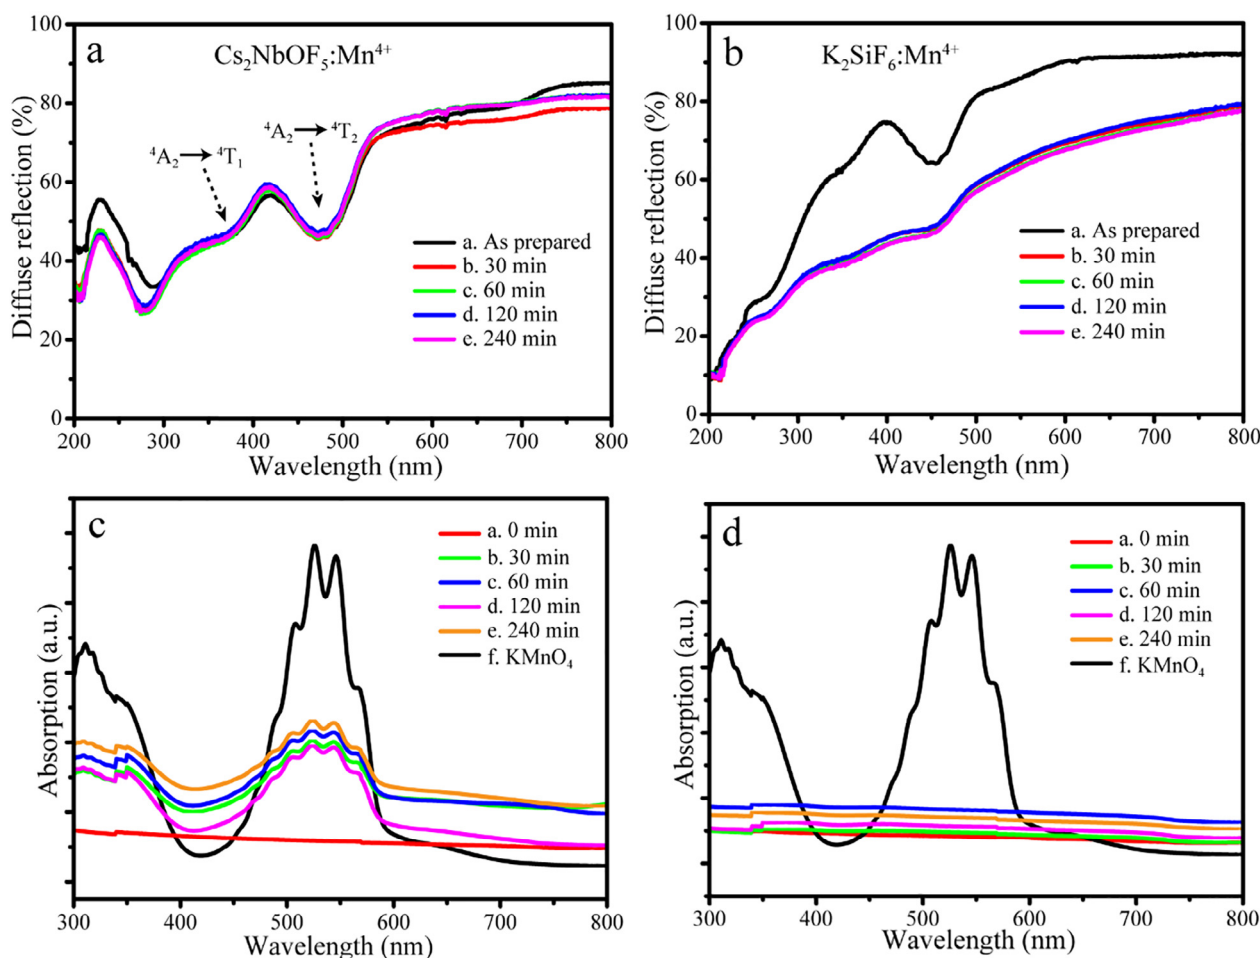 a
Cs₂NbOF₅:Mn⁴⁺
⁴A₂ → ⁴T₁
⁴A₂ → ⁴T₂
a. As prepared
b. 30 min
c. 60 min
d. 120 min
e. 240 min
Diffuse reflection (%)
0
20
40
60
80
100
200
300
400
500
600
700
800
Wavelength (nm)
b
K₂SiF₆:Mn⁴⁺
a. As prepared
b. 30 min
c. 60 min
d. 120 min
e. 240 min
Diffuse reflection (%)
0
20
40
60
80
100
200
300
400
500
600
700
800
Wavelength (nm)
c
a. 0 min
b. 30 min
c. 60 min
d. 120 min
e. 240 min
f. KMnO₄
Absorption (a.u.)
300
400
500
600
700
800
Wavelength (nm)
d
a. 0 min
b. 30 min
c. 60 min
d. 120 min
e. 240 min
f. KMnO₄
Absorption (a.u.)
300
400
500
600
700
800
Wavelength (nm)